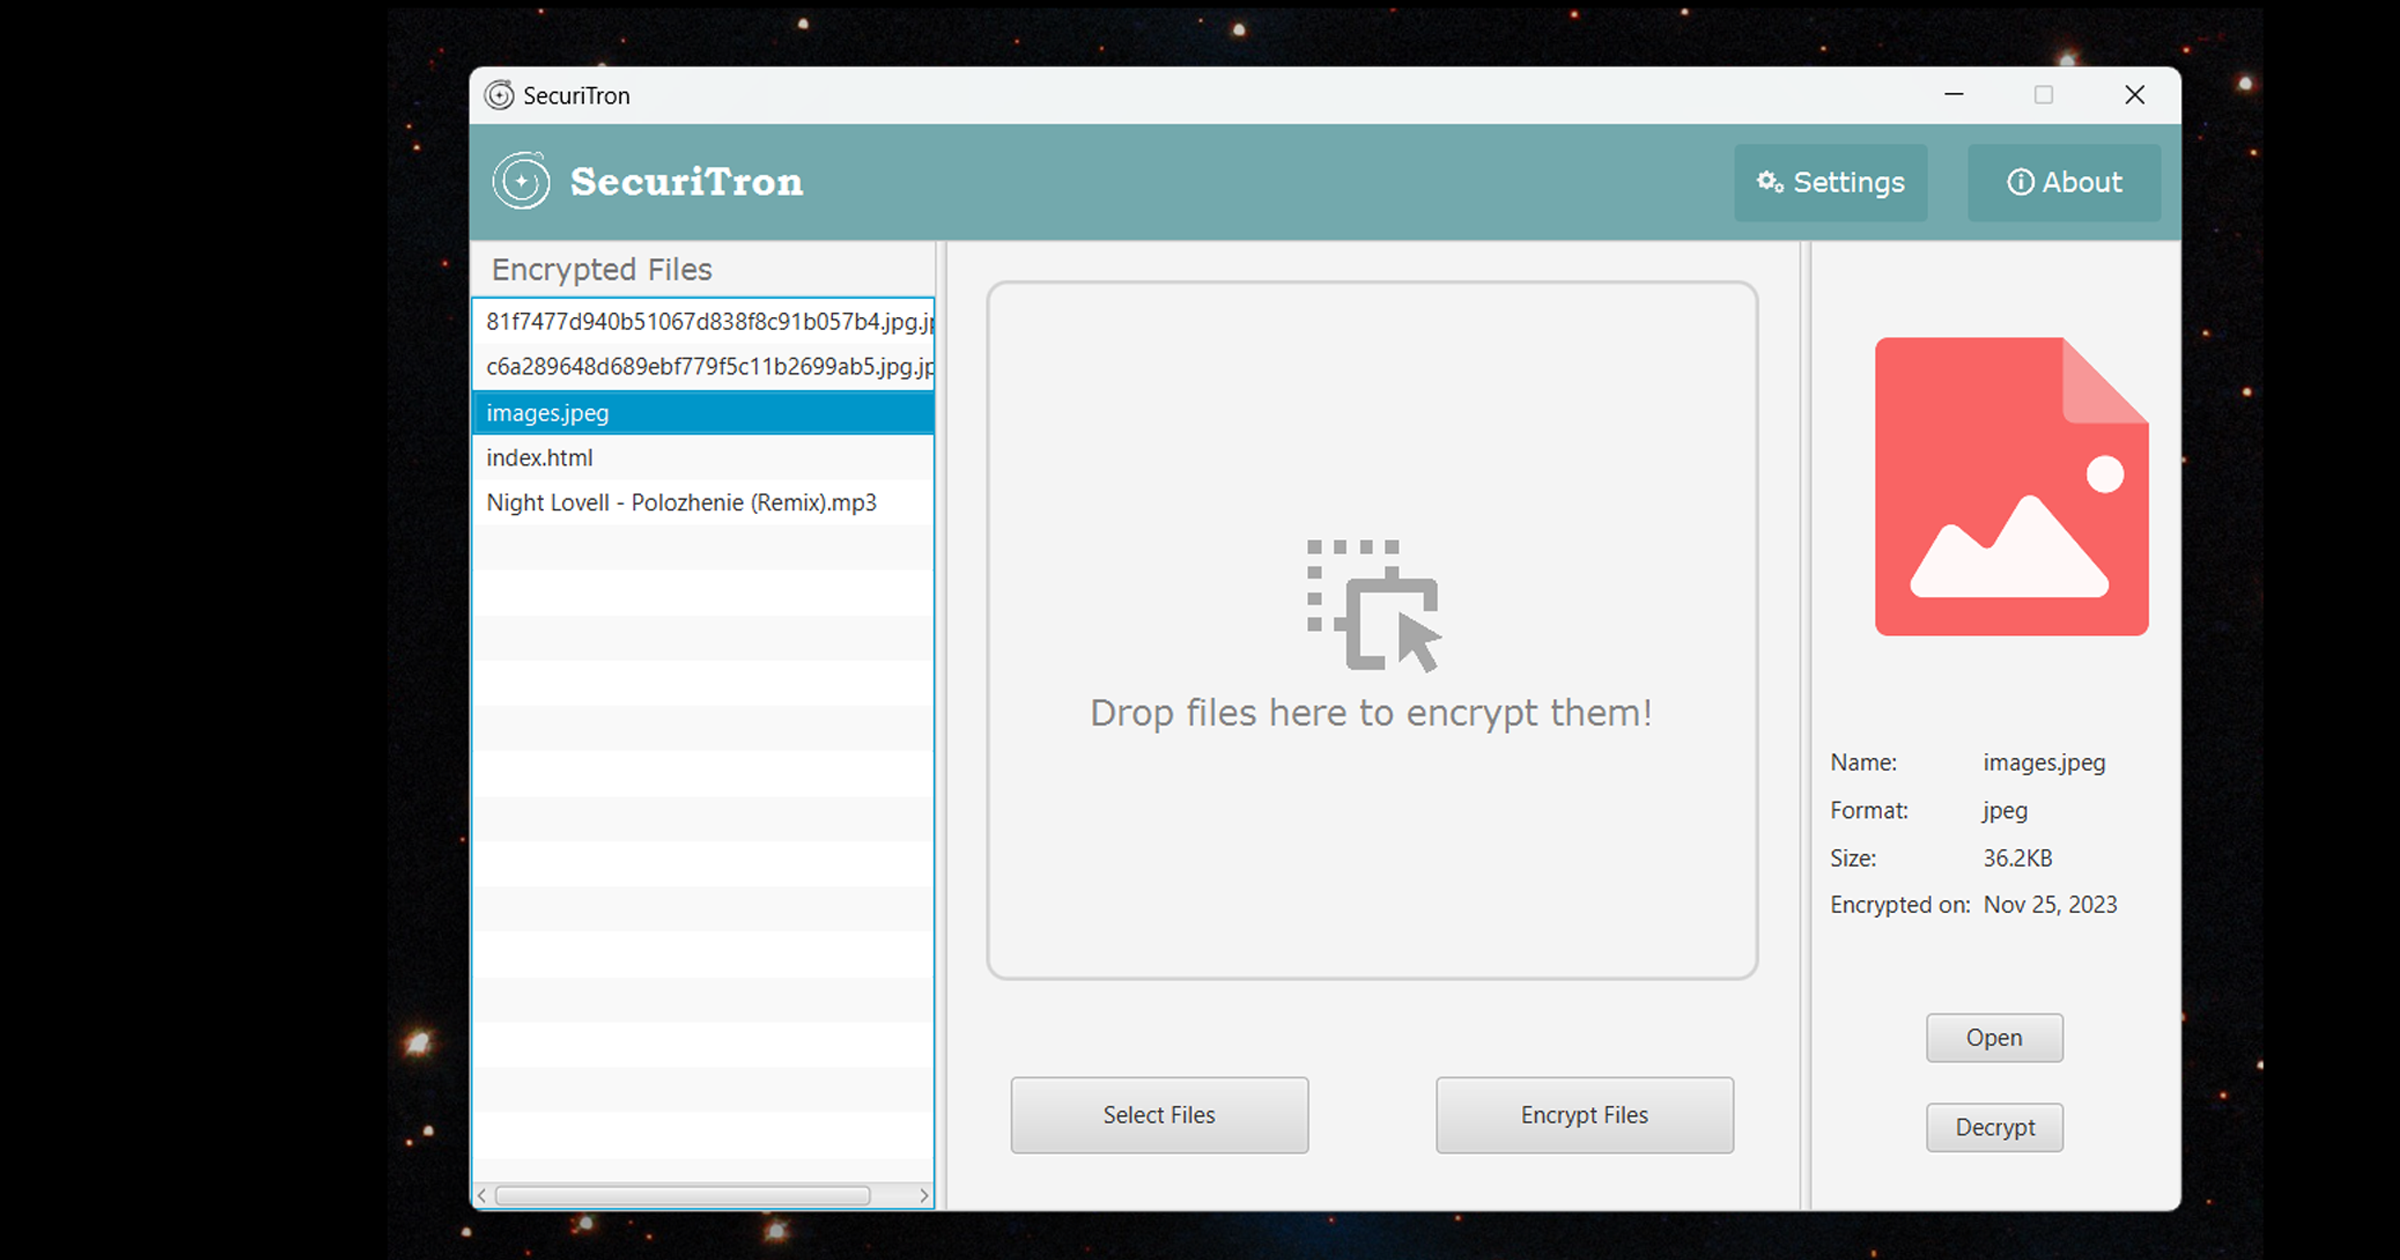 SecuriTron
SecuriTron
Settings
About
Encrypted Files
81f7477d940b51067d838f8c91b057b4.jpg.jp
c6a289648d689ebf779f5c11b2699ab5.jpg.jp
images.jpeg
index.html
Night Lovell - Polozhenie (Remix).mp3
Drop files here to encrypt them!
Select Files
Encrypt Files
Name: images.jpeg
Format: jpeg
Size: 36.2KB
Encrypted on: Nov 25, 2023
Open
Decrypt